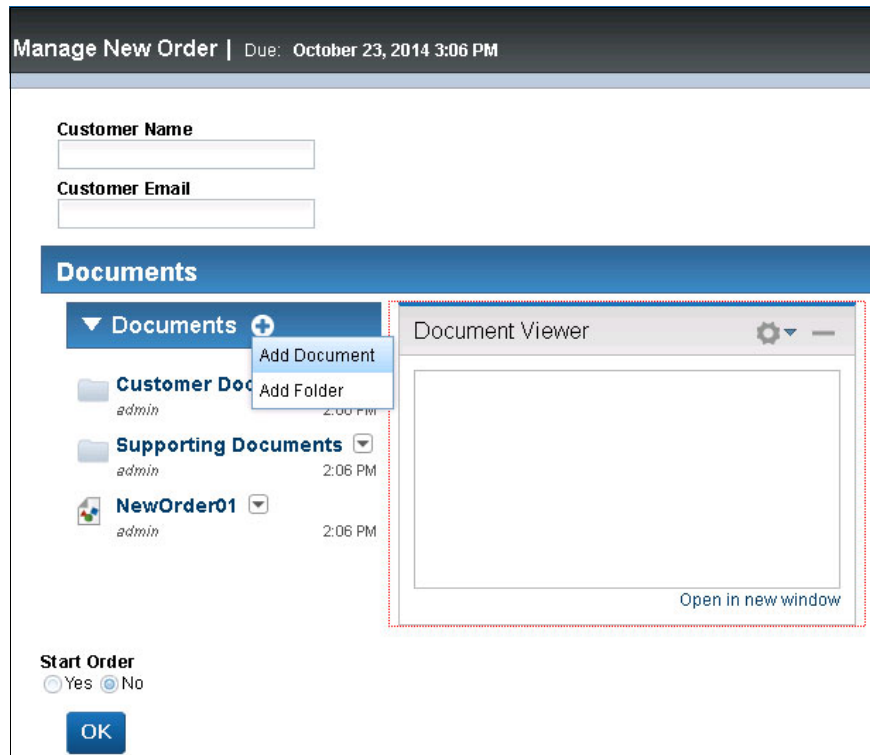 Manage New Order | Due: October 23, 2014 3:06 PM
Customer Name
Customer Email
Documents
Documents
Add Document
Add Folder
Customer Doc
admin
Supporting Documents
admin 2:06 PM
NewOrder01
admin 2:06 PM
Document Viewer
Open in new window
Start Order
Yes No
OK